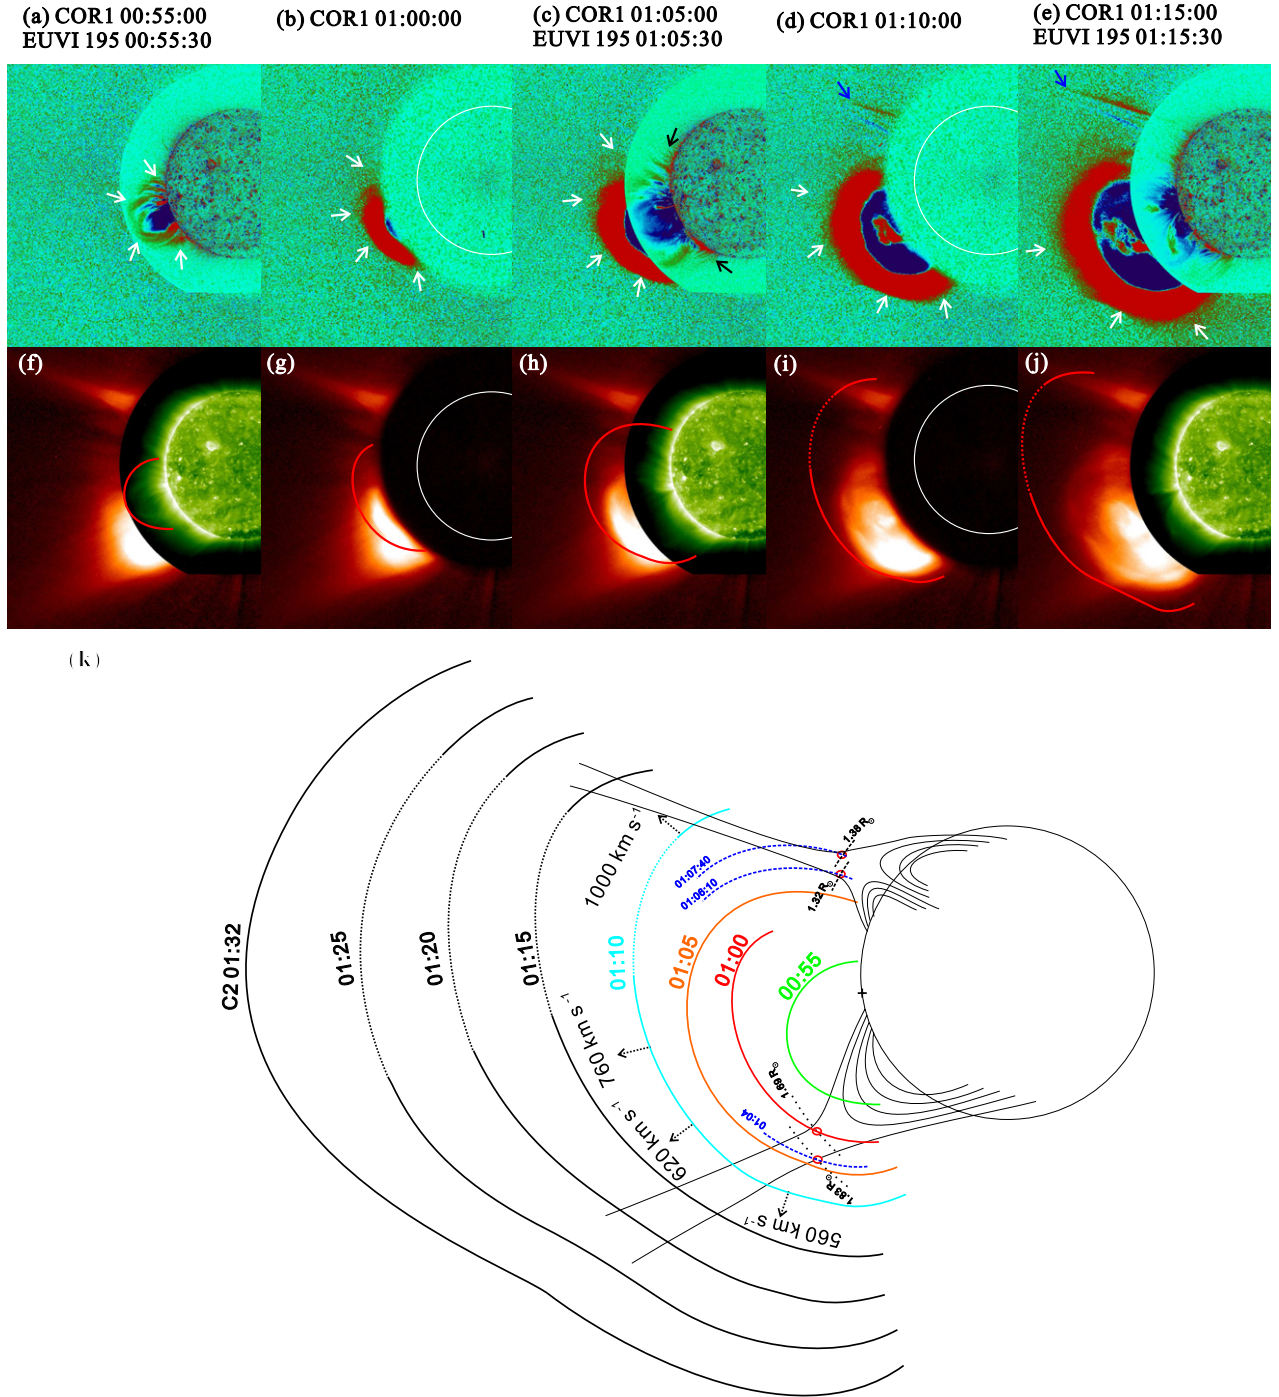 (a) COR1 00:55:00
EUVI 195 00:55:30
(b) COR1 01:00:00
(c) COR1 01:05:00
EUVI 195 01:05:30
(d) COR1 01:10:00
(e) COR1 01:15:00
EUVI 195 01:15:30
(f)
(g)
(h)
(i)
(j)
(k)
C2 01:32
01:25
01:20
01:15
01:10
01:05
01:00
00:55
1000 km s⁻¹
760 km s⁻¹
620 km s⁻¹
560 km s⁻¹
01:07:40
01:06:10
01:04
1.38 R☉
1.32 R☉
1.69 R☉
1.83 R☉